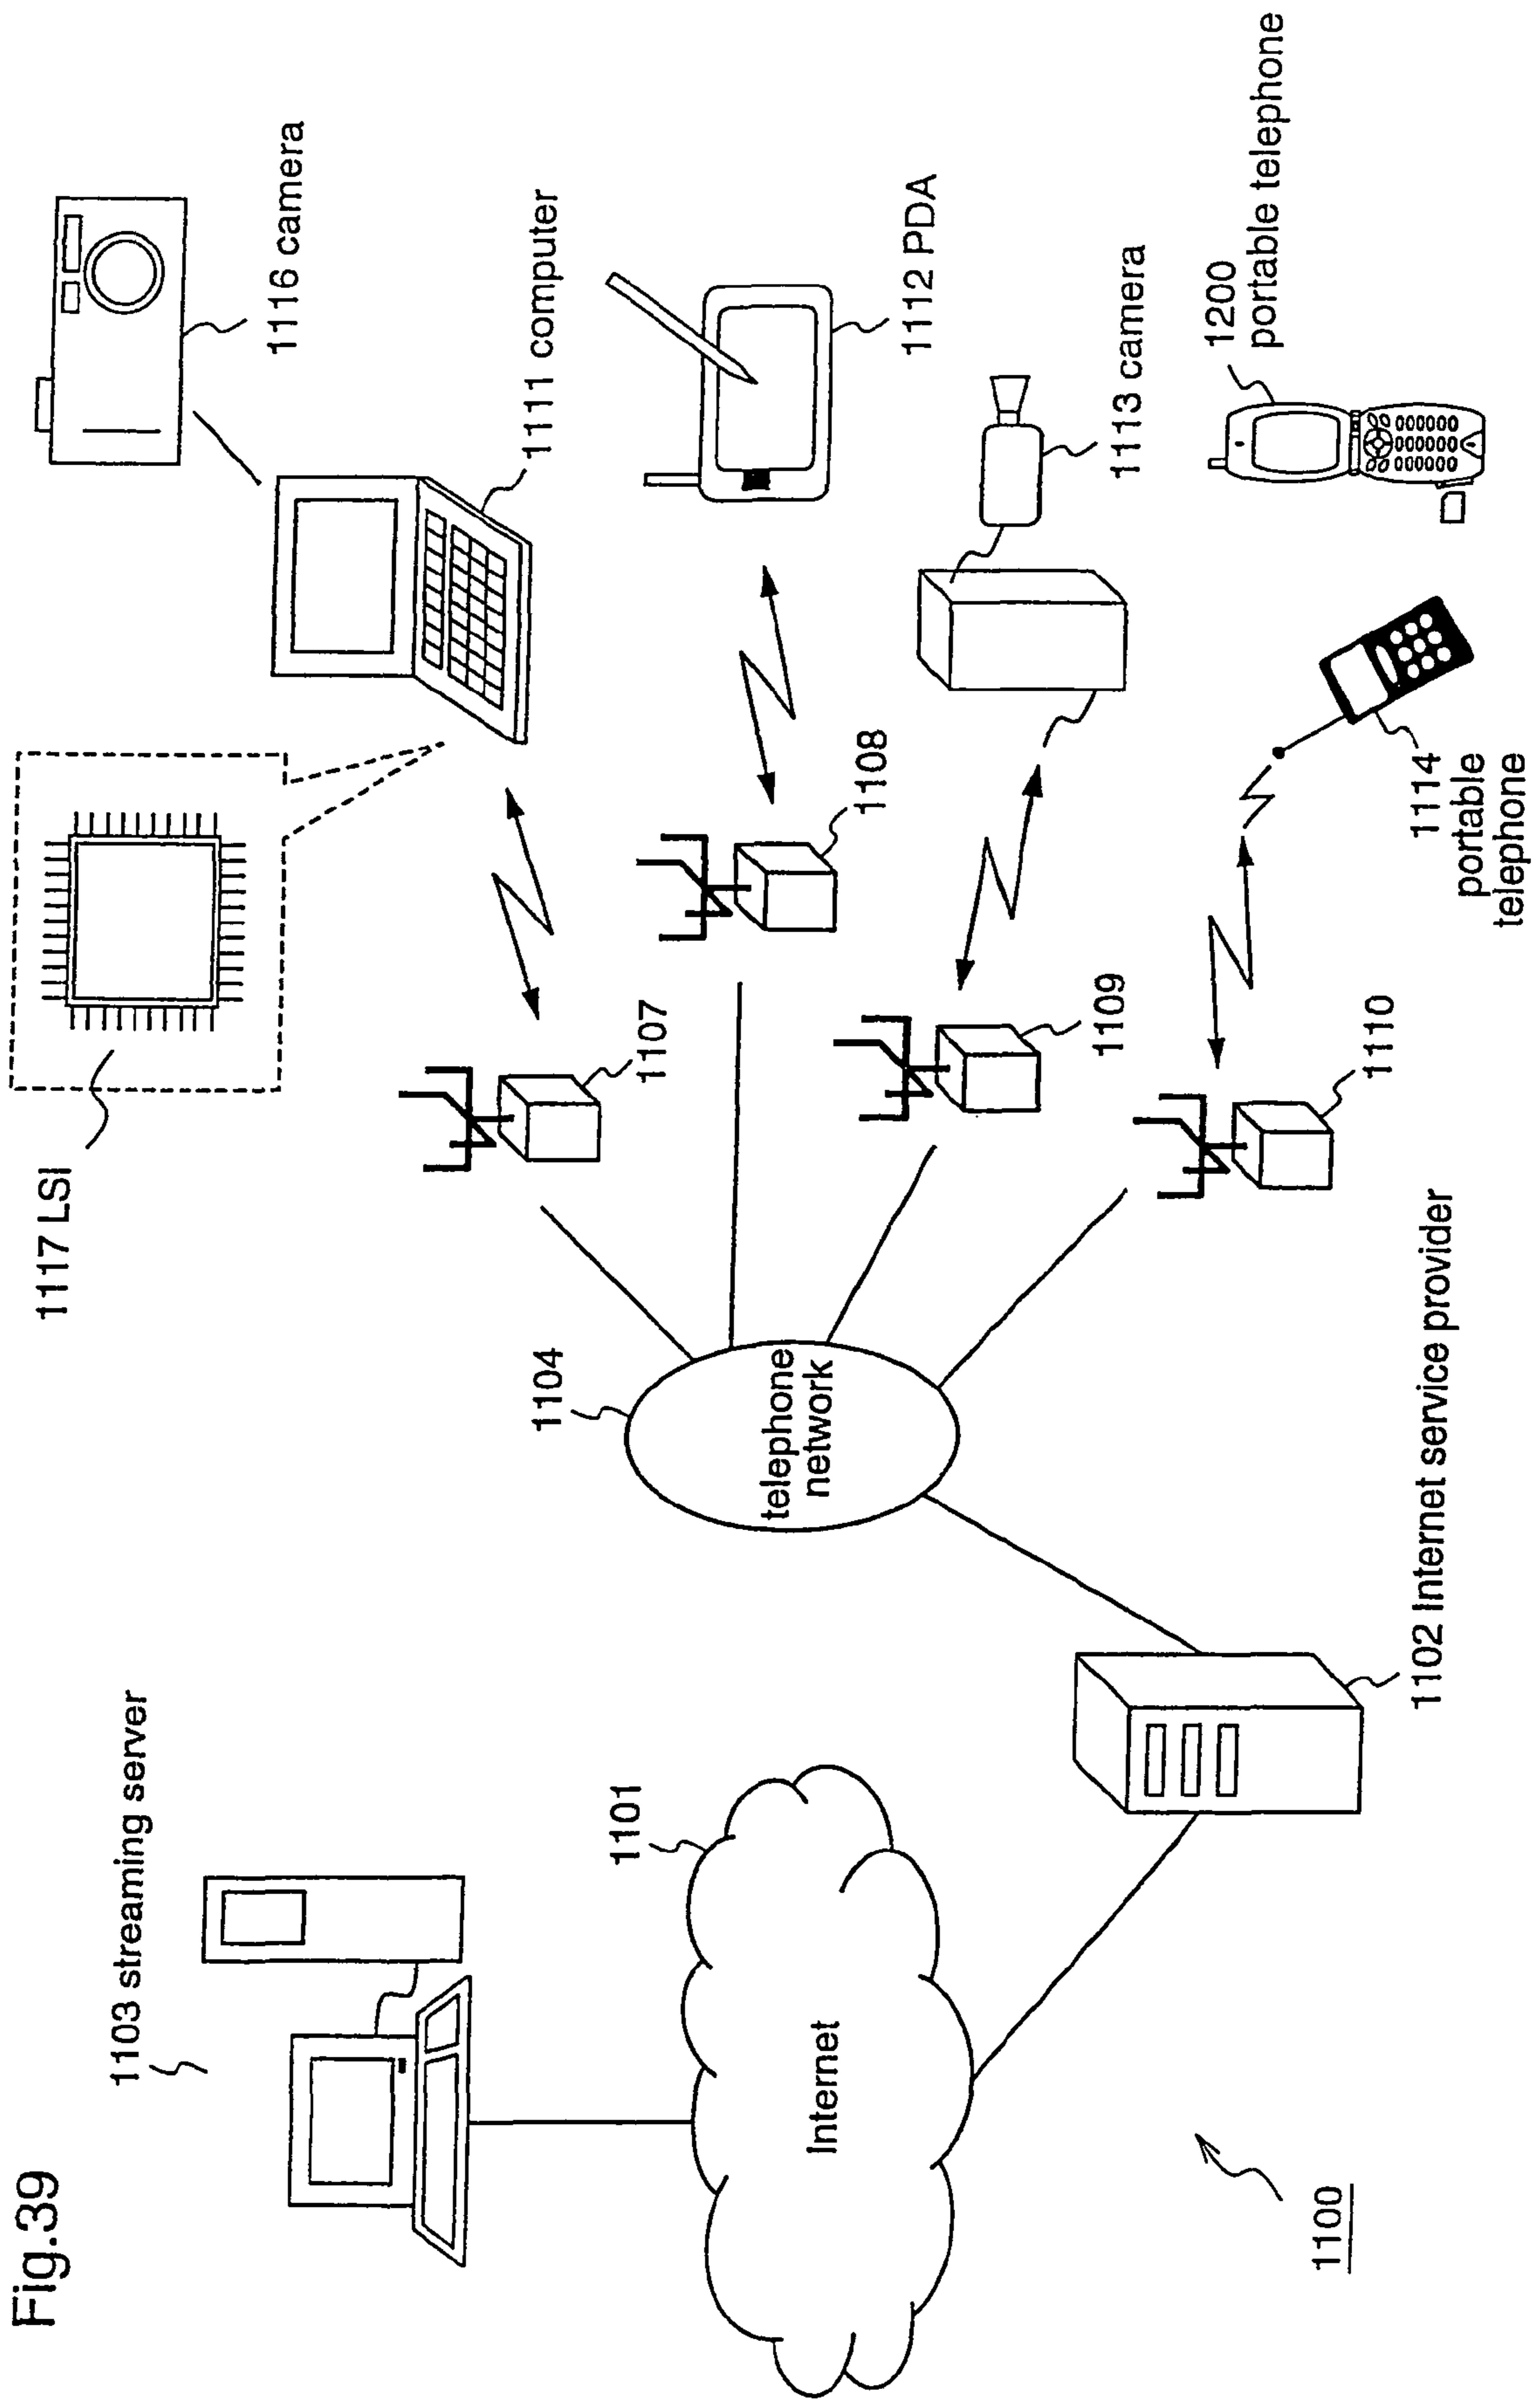 Fig.39
1103 streaming server
1117 LSI
1116 camera
1111 computer
1101
Internet
1104
telephone
network
1107
1108
1112 PDA
1109
1113 camera
1102 Internet service provider
1110
1114
portable
telephone
1200
portable telephone
1100